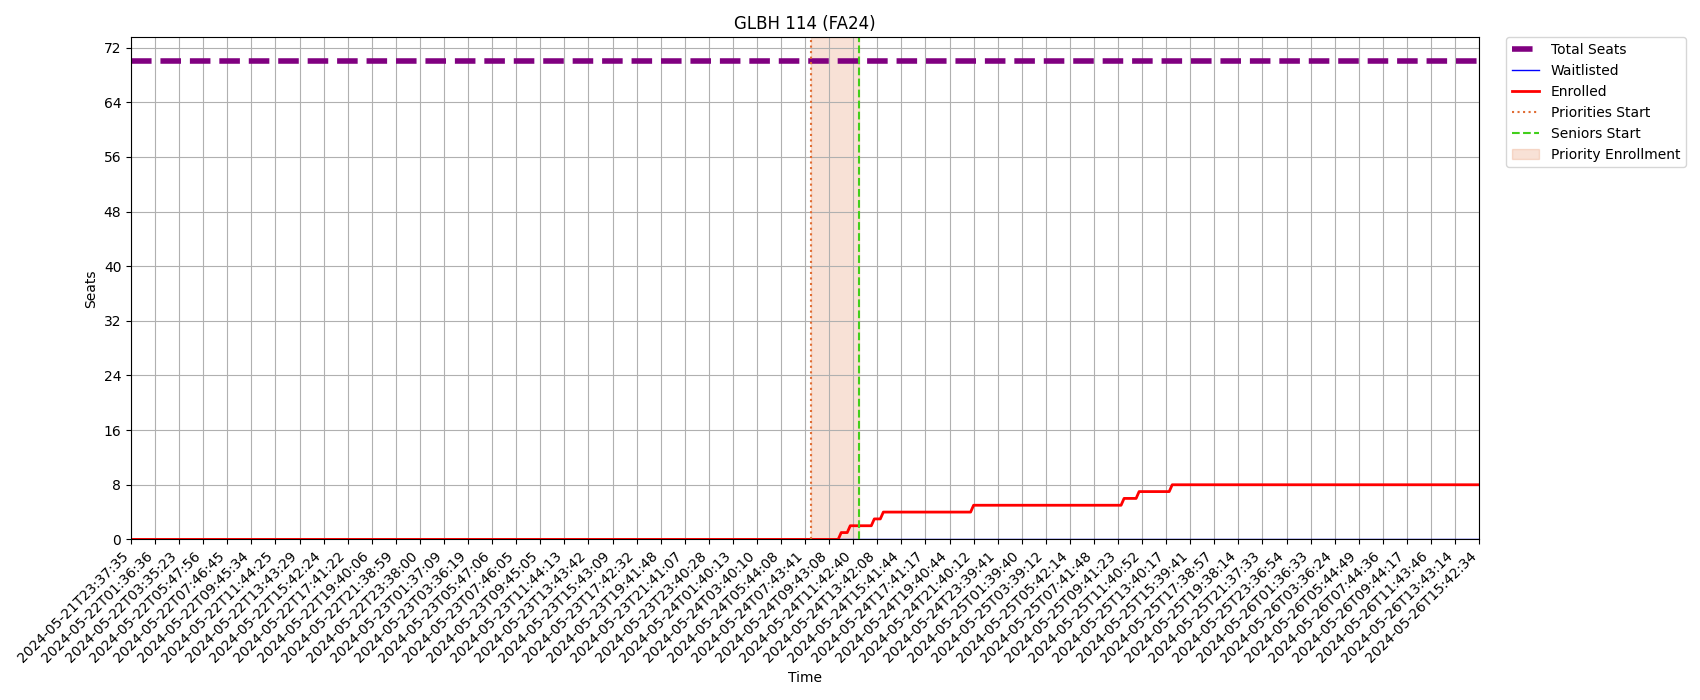 GLBH 114 (FA24)
72
64
56
48
40
32
24
16
8
0
Seats
Total Seats
Waitlisted
Enrolled
Priorities Start
Seniors Start
Priority Enrollment
2024-05-21T23:37:35
2024-05-22T01:36:36
2024-05-22T03:35:23
2024-05-22T05:47:56
2024-05-22T07:46:45
2024-05-22T09:45:34
2024-05-22T11:44:25
2024-05-22T13:43:29
2024-05-22T15:42:24
2024-05-22T17:41:22
2024-05-22T19:40:06
2024-05-22T21:38:59
2024-05-22T23:38:00
2024-05-23T01:37:09
2024-05-23T03:36:19
2024-05-23T05:47:06
2024-05-23T07:46:05
2024-05-23T09:45:05
2024-05-23T11:44:13
2024-05-23T13:43:42
2024-05-23T15:43:09
2024-05-23T17:42:32
2024-05-23T19:41:48
2024-05-23T21:41:07
2024-05-23T23:40:28
2024-05-24T01:40:13
2024-05-24T03:40:10
2024-05-24T05:44:08
2024-05-24T07:43:41
2024-05-24T09:43:08
2024-05-24T11:42:40
2024-05-24T13:42:08
2024-05-24T15:41:44
2024-05-24T17:41:17
2024-05-24T19:40:44
2024-05-24T21:40:12
2024-05-24T23:39:41
2024-05-25T01:39:40
2024-05-25T03:39:12
2024-05-25T05:42:14
2024-05-25T07:41:48
2024-05-25T09:41:23
2024-05-25T11:40:52
2024-05-25T13:40:17
2024-05-25T15:39:41
2024-05-25T17:38:57
2024-05-25T19:38:14
2024-05-25T21:37:33
2024-05-25T23:36:54
2024-05-26T01:36:33
2024-05-26T03:36:24
2024-05-26T05:44:49
2024-05-26T07:44:36
2024-05-26T09:44:17
2024-05-26T11:43:46
2024-05-26T13:43:14
2024-05-26T15:42:34
Time